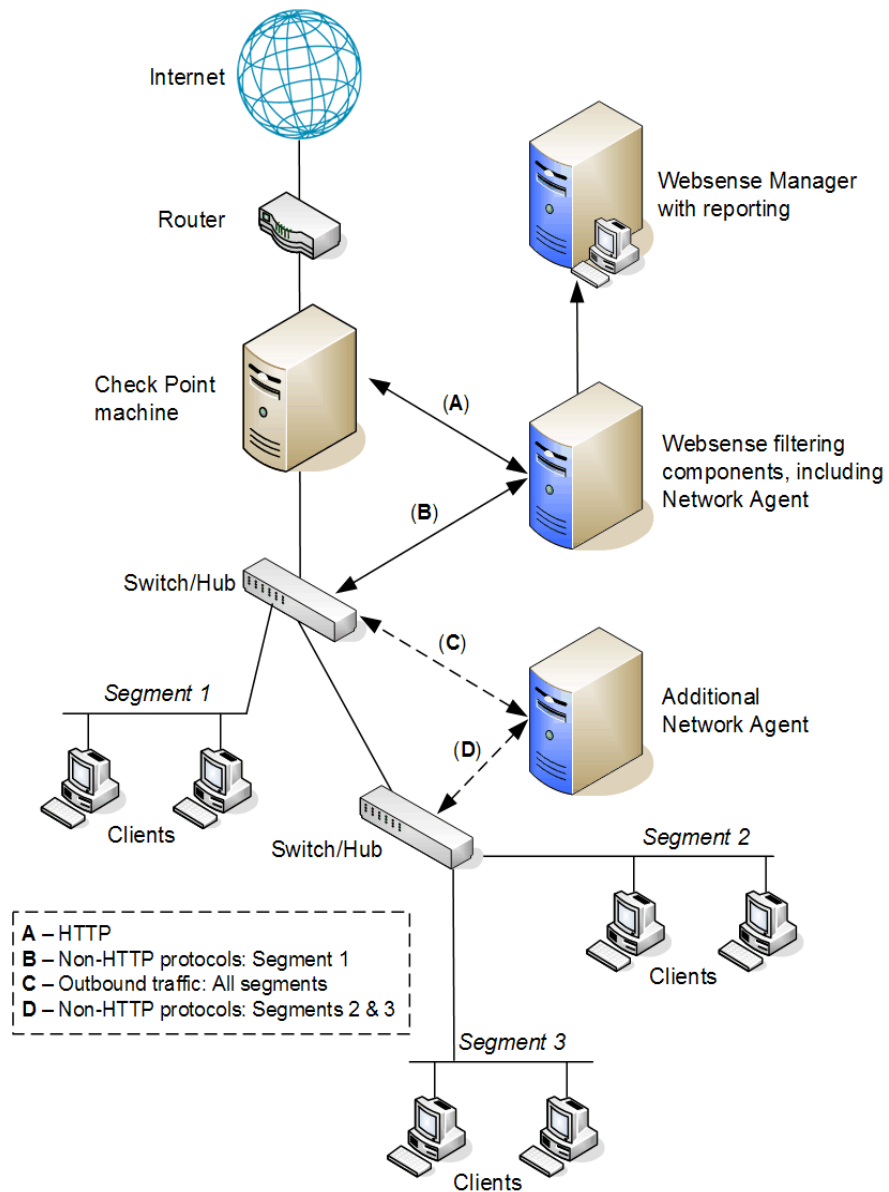 Internet
Router
Websense Manager
with reporting
Check Point
machine
(A)
Websense filtering
components, including
Network Agent
(B)
Switch/Hub
(C)
Additional
Network Agent
Segment 1
(D)
Clients
Switch/Hub
Segment 2
Clients
A – HTTP
B – Non-HTTP protocols: Segment 1
C – Outbound traffic: All segments
D – Non-HTTP protocols: Segments 2 & 3
Segment 3
Clients